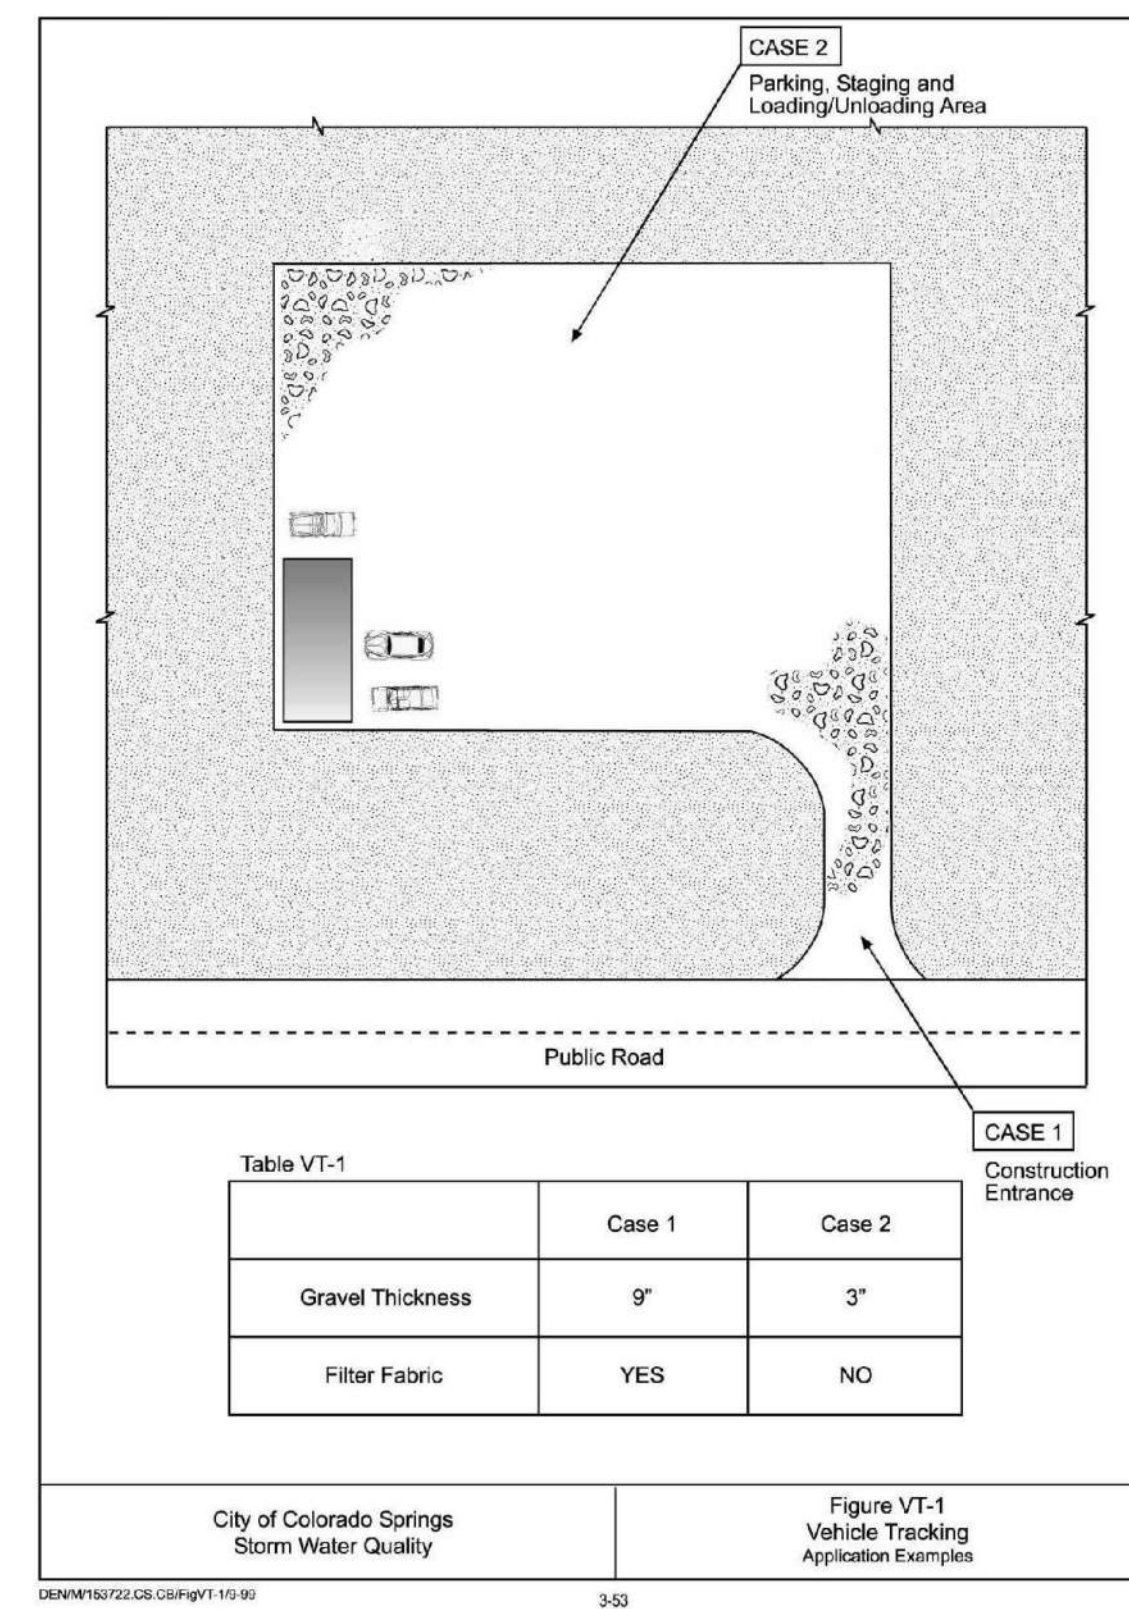 CASE 2
Parking, Staging and
Loading/Unloading Area
Public Road
CASE 1
Construction
Entrance
Table VT-1
Case 1 Case 2
Gravel Thickness 9" 3"
Filter Fabric YES NO
City of Colorado Springs
Storm Water Quality
Figure VT-1
Vehicle Tracking
Application Examples
DEN/M/153722.CS.CB/FigVT-1/9-99
3-53